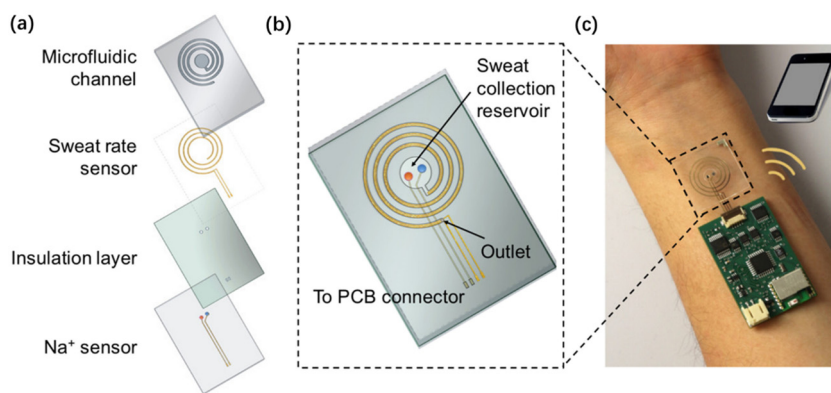 (a)
Microfluidic
channel
Sweat rate
sensor
Insulation layer
Na⁺ sensor
(b)
Sweat
collection
reservoir
Outlet
To PCB connector
(c)